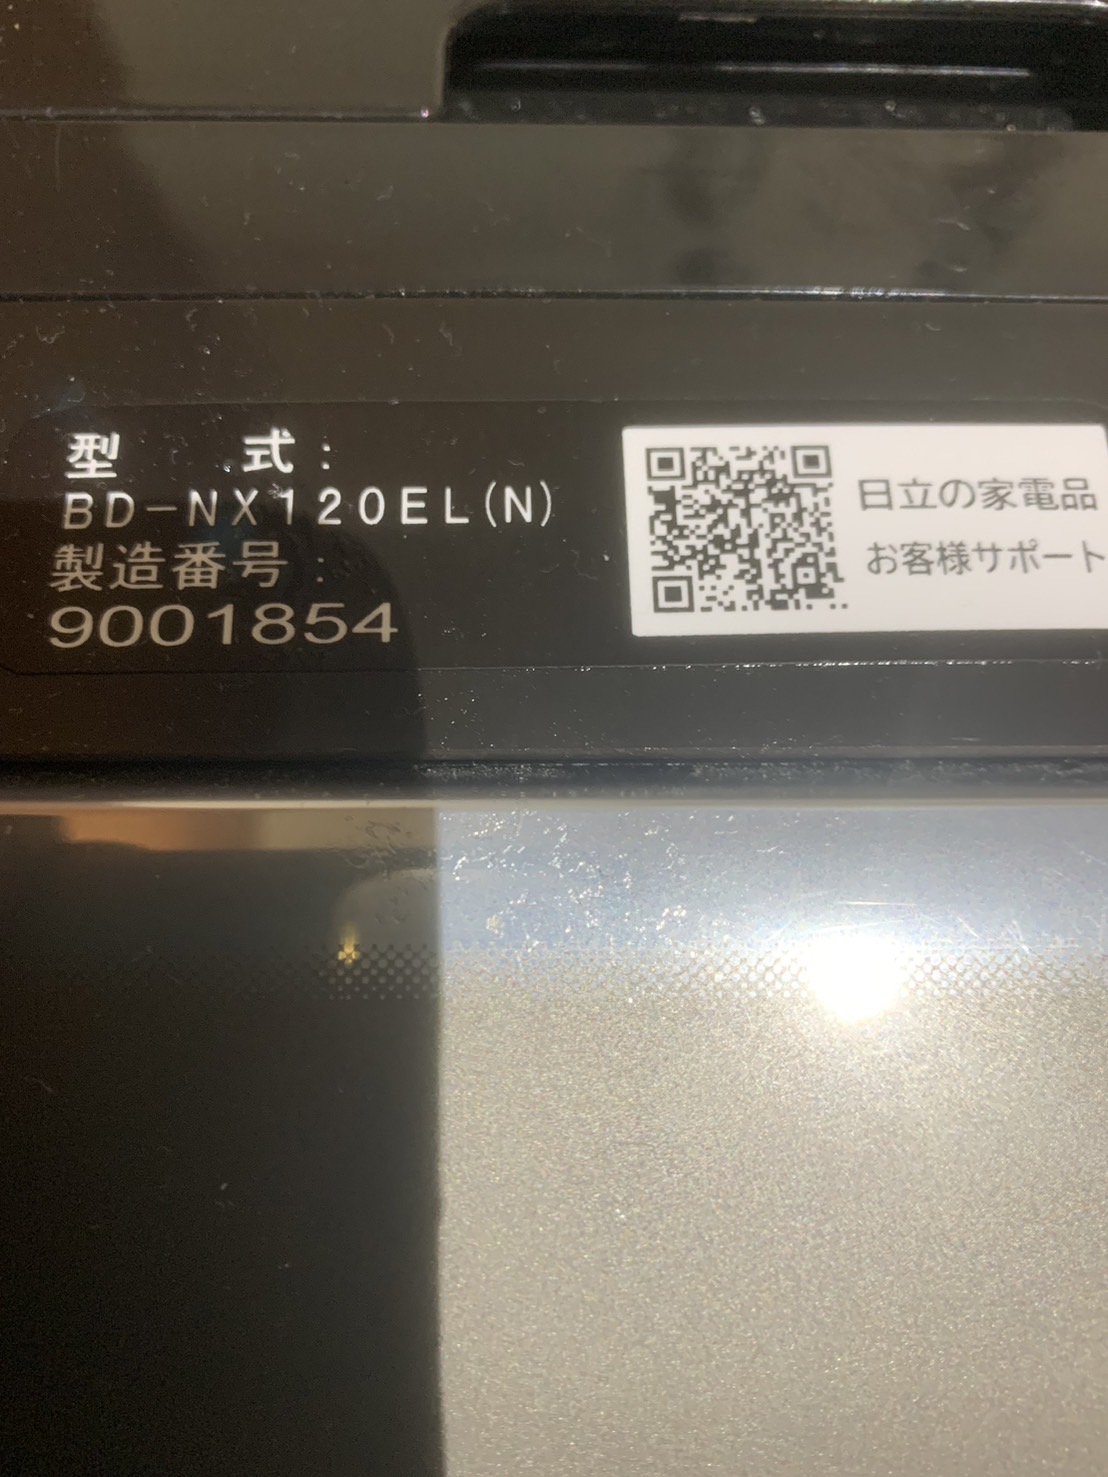 型　式:
BD-NX120EL(N)
製造番号:
9001854
日立の家電品
お客様サポート